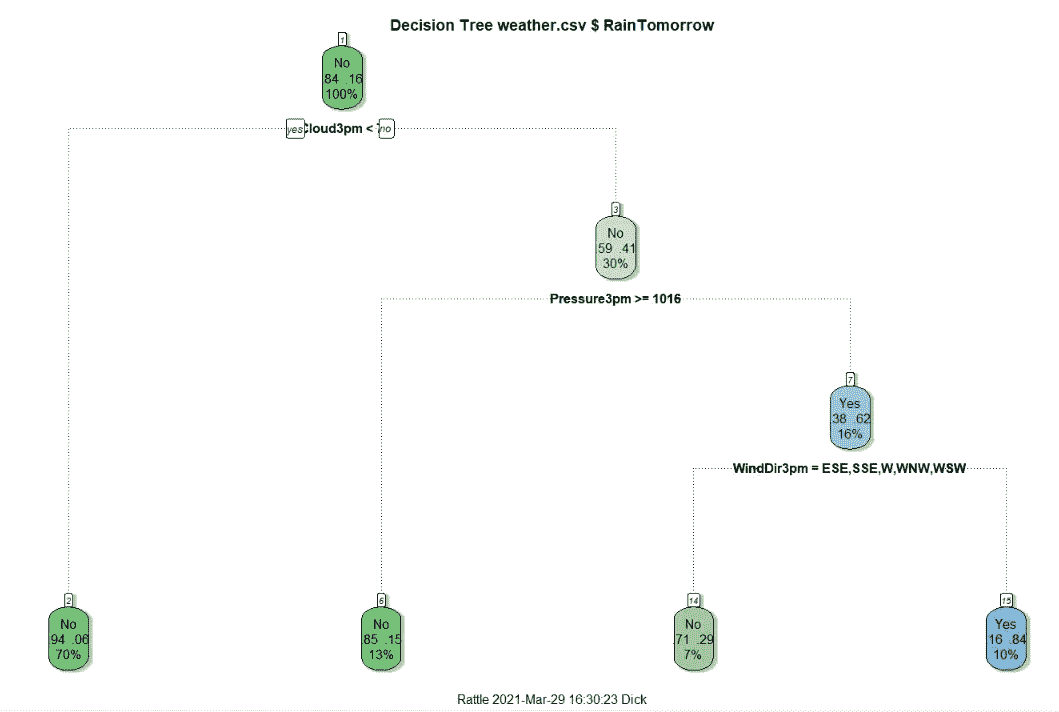 Decision Tree weather.csv $ RainTomorrow
1
No
84 .16
100%
yes Cloud3pm < no
3
No
59 .41
30%
Pressure3pm >= 1016
7
Yes
38 62
16%
WindDir3pm = ESE,SSE,W,WNW,WSW
2
No
94 .06
70%
6
No
85 .15
13%
14
No
.71 .29
7%
15
Yes
16 .84
10%
Rattle 2021-Mar-29 16:30:23 Dick